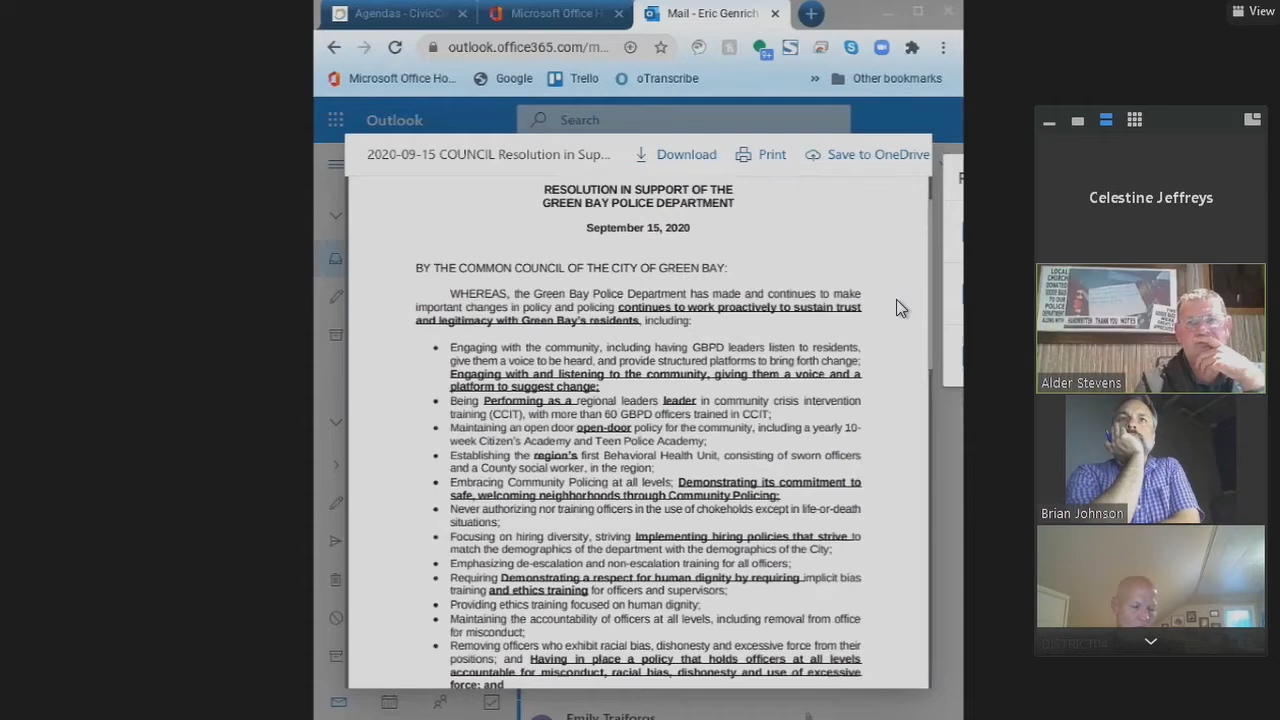 Agendas - CivicC
Microsoft Office H
Mail - Eric Genrich
View
outlook.office365.com/m...
9+
Microsoft Office Ho...
Google
Trello
oTranscribe
»
Other bookmarks
Outlook
Search
2020-09-15 COUNCIL Resolution in Sup...
Download
Print
Save to OneDrive
RESOLUTION IN SUPPORT OF THE
GREEN BAY POLICE DEPARTMENT
September 15, 2020
BY THE COMMON COUNCIL OF THE CITY OF GREEN BAY:
WHEREAS, the Green Bay Police Department has made and continues to make
important changes in policy and policing continues to work proactively to sustain trust
and legitimacy with Green Bay's residents, including:
• Engaging with the community, including having GBPD leaders listen to residents,
give them a voice to be heard, and provide structured platforms to bring forth change;
Engaging with and listening to the community, giving them a voice and a
platform to suggest change;
• Being Performing as a regional leaders leader in community crisis intervention
training (CCIT), with more than 60 GBPD officers trained in CCIT;
• Maintaining an open door open-door policy for the community, including a yearly 10-
week Citizen's Academy and Teen Police Academy;
• Establishing the region's first Behavioral Health Unit, consisting of sworn officers
and a County social worker, in the region;
• Embracing Community Policing at all levels; Demonstrating its commitment to
safe, welcoming neighborhoods through Community Policing;
• Never authorizing nor training officers in the use of chokeholds except in life-or-death
situations;
• Focusing on hiring diversity, striving Implementing hiring policies that strive to
match the demographics of the department with the demographics of the City;
• Emphasizing de-escalation and non-escalation training for all officers;
• Requiring Demonstrating a respect for human dignity by requiring implicit bias
training and ethics training for officers and supervisors;
• Providing ethics training focused on human dignity;
• Maintaining the accountability of officers at all levels, including removal from office
for misconduct;
• Removing officers who exhibit racial bias, dishonesty and excessive force from their
positions; and Having in place a policy that holds officers at all levels
accountable for misconduct, racial bias, dishonesty and use of excessive
force; and
Emily Traiforos
Celestine Jeffreys
LOCAL
CHURCH
DONATED
GOODIE BAGS
TO OUR
POLICE
DEPARTMENT
ALONG WITH
HANDWRITTEN THANK YOU NOTES
Alder Stevens
Brian Johnson